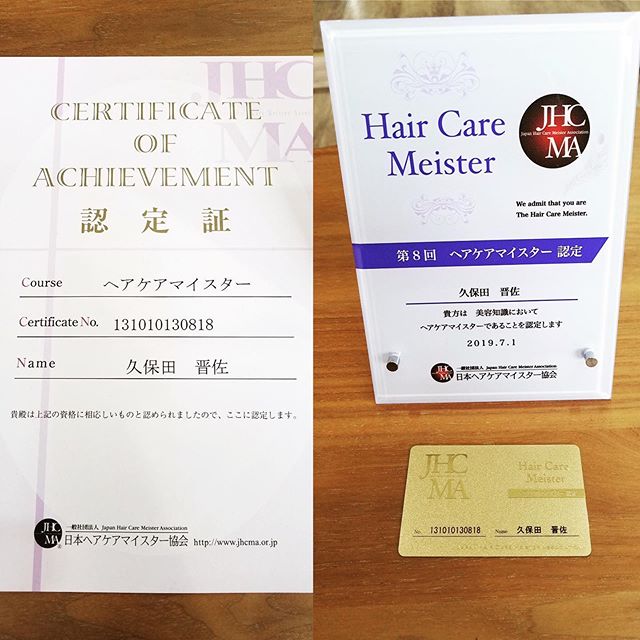 JHC
MA
CERTIFICATE
OF
ACHIEVEMENT
認定証
Course ヘアケアマイスター
Certificate No. 131010130818
Name 久保田 晋佐
貴殿は上記の資格に相応しいものと認められましたので、ここに認定します。
JHC
MA
一般社団法人 Japan Hair Care Meister Association
日本ヘアケアマイスター協会 http://www.jhcma.or.jp
Hair Care
Meister
JHC
Japan Hair Care Meister Association
MA
We admit that you are
The Hair Care Meister.
第8回 ヘアケアマイスター 認定
久保田 晋佐
貴方は 美容知識において
ヘアケアマイスターであることを認定します
2019.7.1
JHC
MA
一般社団法人 Japan Hair Care Meister Association
日本ヘアケアマイスター協会
JHC
MA
Hair Care
Meister
No. 131010130818 Name 久保田 晋佐